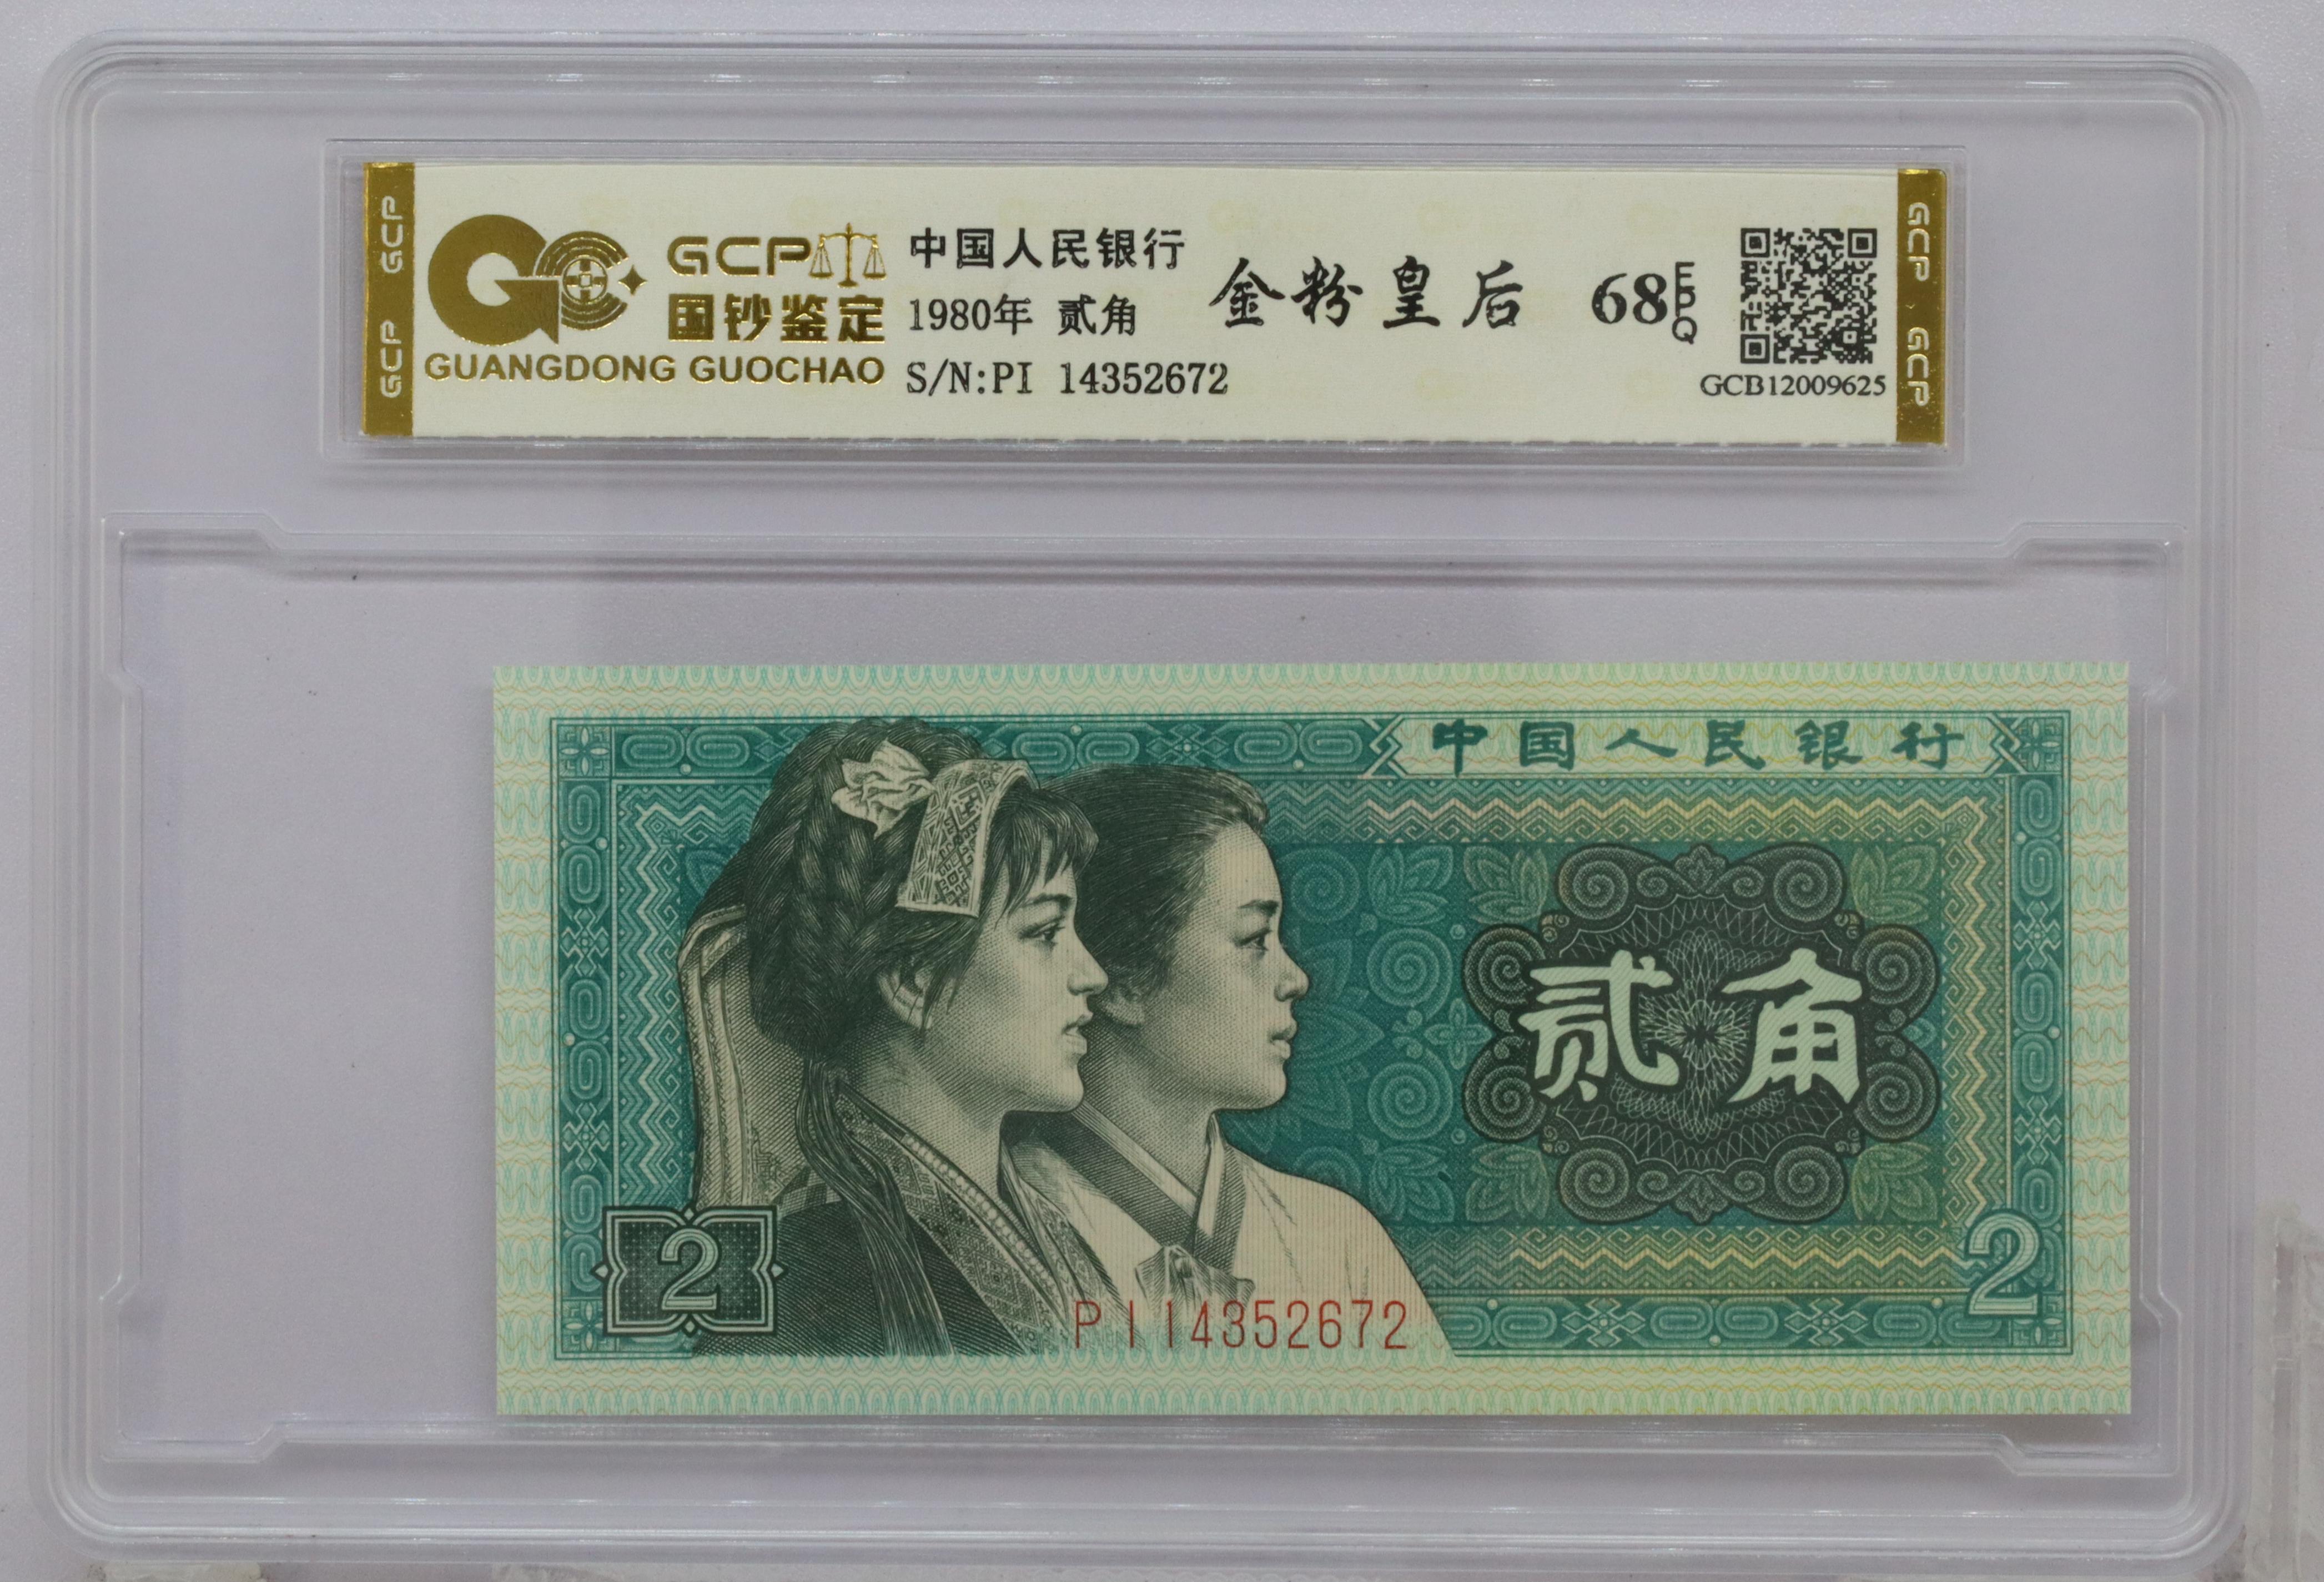 GCP GCP
GCP
国钞鉴定
GUANGDONG GUOCHAO
中国人民银行
1980年 贰角
S/N:PI 14352672
金粉皇后
68 EPQ
GCB12009625
GCP GCP
中国人民银行
贰角
2
2
PI14352672